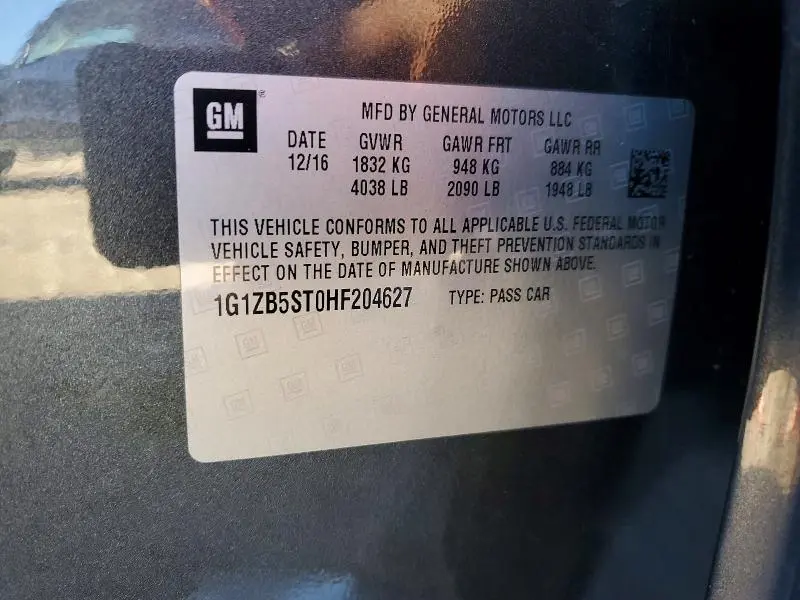 GM ® MFD BY GENERAL MOTORS LLC
DATE GVWR GAWR FRT GAWR RR
12/16 1832 KG 948 KG 884 KG
4038 LB 2090 LB 1948 LB
THIS VEHICLE CONFORMS TO ALL APPLICABLE U.S. FEDERAL MOTOR
VEHICLE SAFETY, BUMPER, AND THEFT PREVENTION STANDARDS IN
EFFECT ON THE DATE OF MANUFACTURE SHOWN ABOVE.
1G1ZB5ST0HF204627 TYPE: PASS CAR